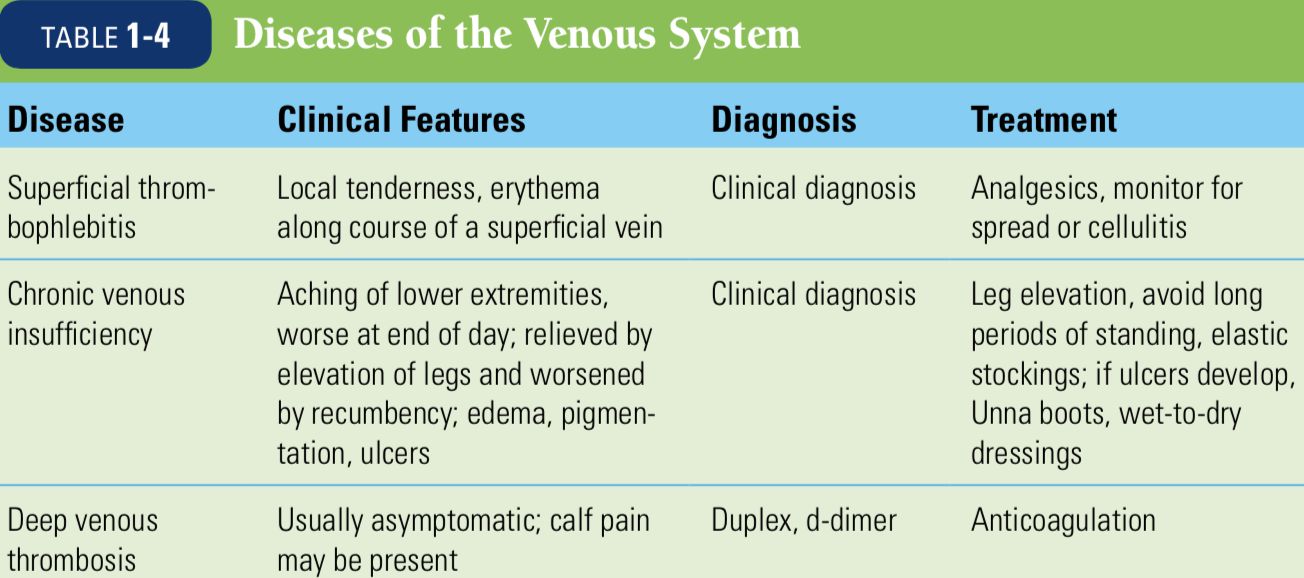 TABLE 1-4 Diseases of the Venous System
Disease Clinical Features Diagnosis Treatment
Superficial throm-
bophlebitis
Local tenderness, erythema
along course of a superficial vein
Clinical diagnosis
Analgesics, monitor for
spread or cellulitis
Chronic venous
insufficiency
Aching of lower extremities,
worse at end of day; relieved by
elevation of legs and worsened
by recumbency; edema, pigmen-
tation, ulcers
Clinical diagnosis
Leg elevation, avoid long
periods of standing, elastic
stockings; if ulcers develop,
Unna boots, wet-to-dry
dressings
Deep venous
thrombosis
Usually asymptomatic; calf pain
may be present
Duplex, d-dimer
Anticoagulation